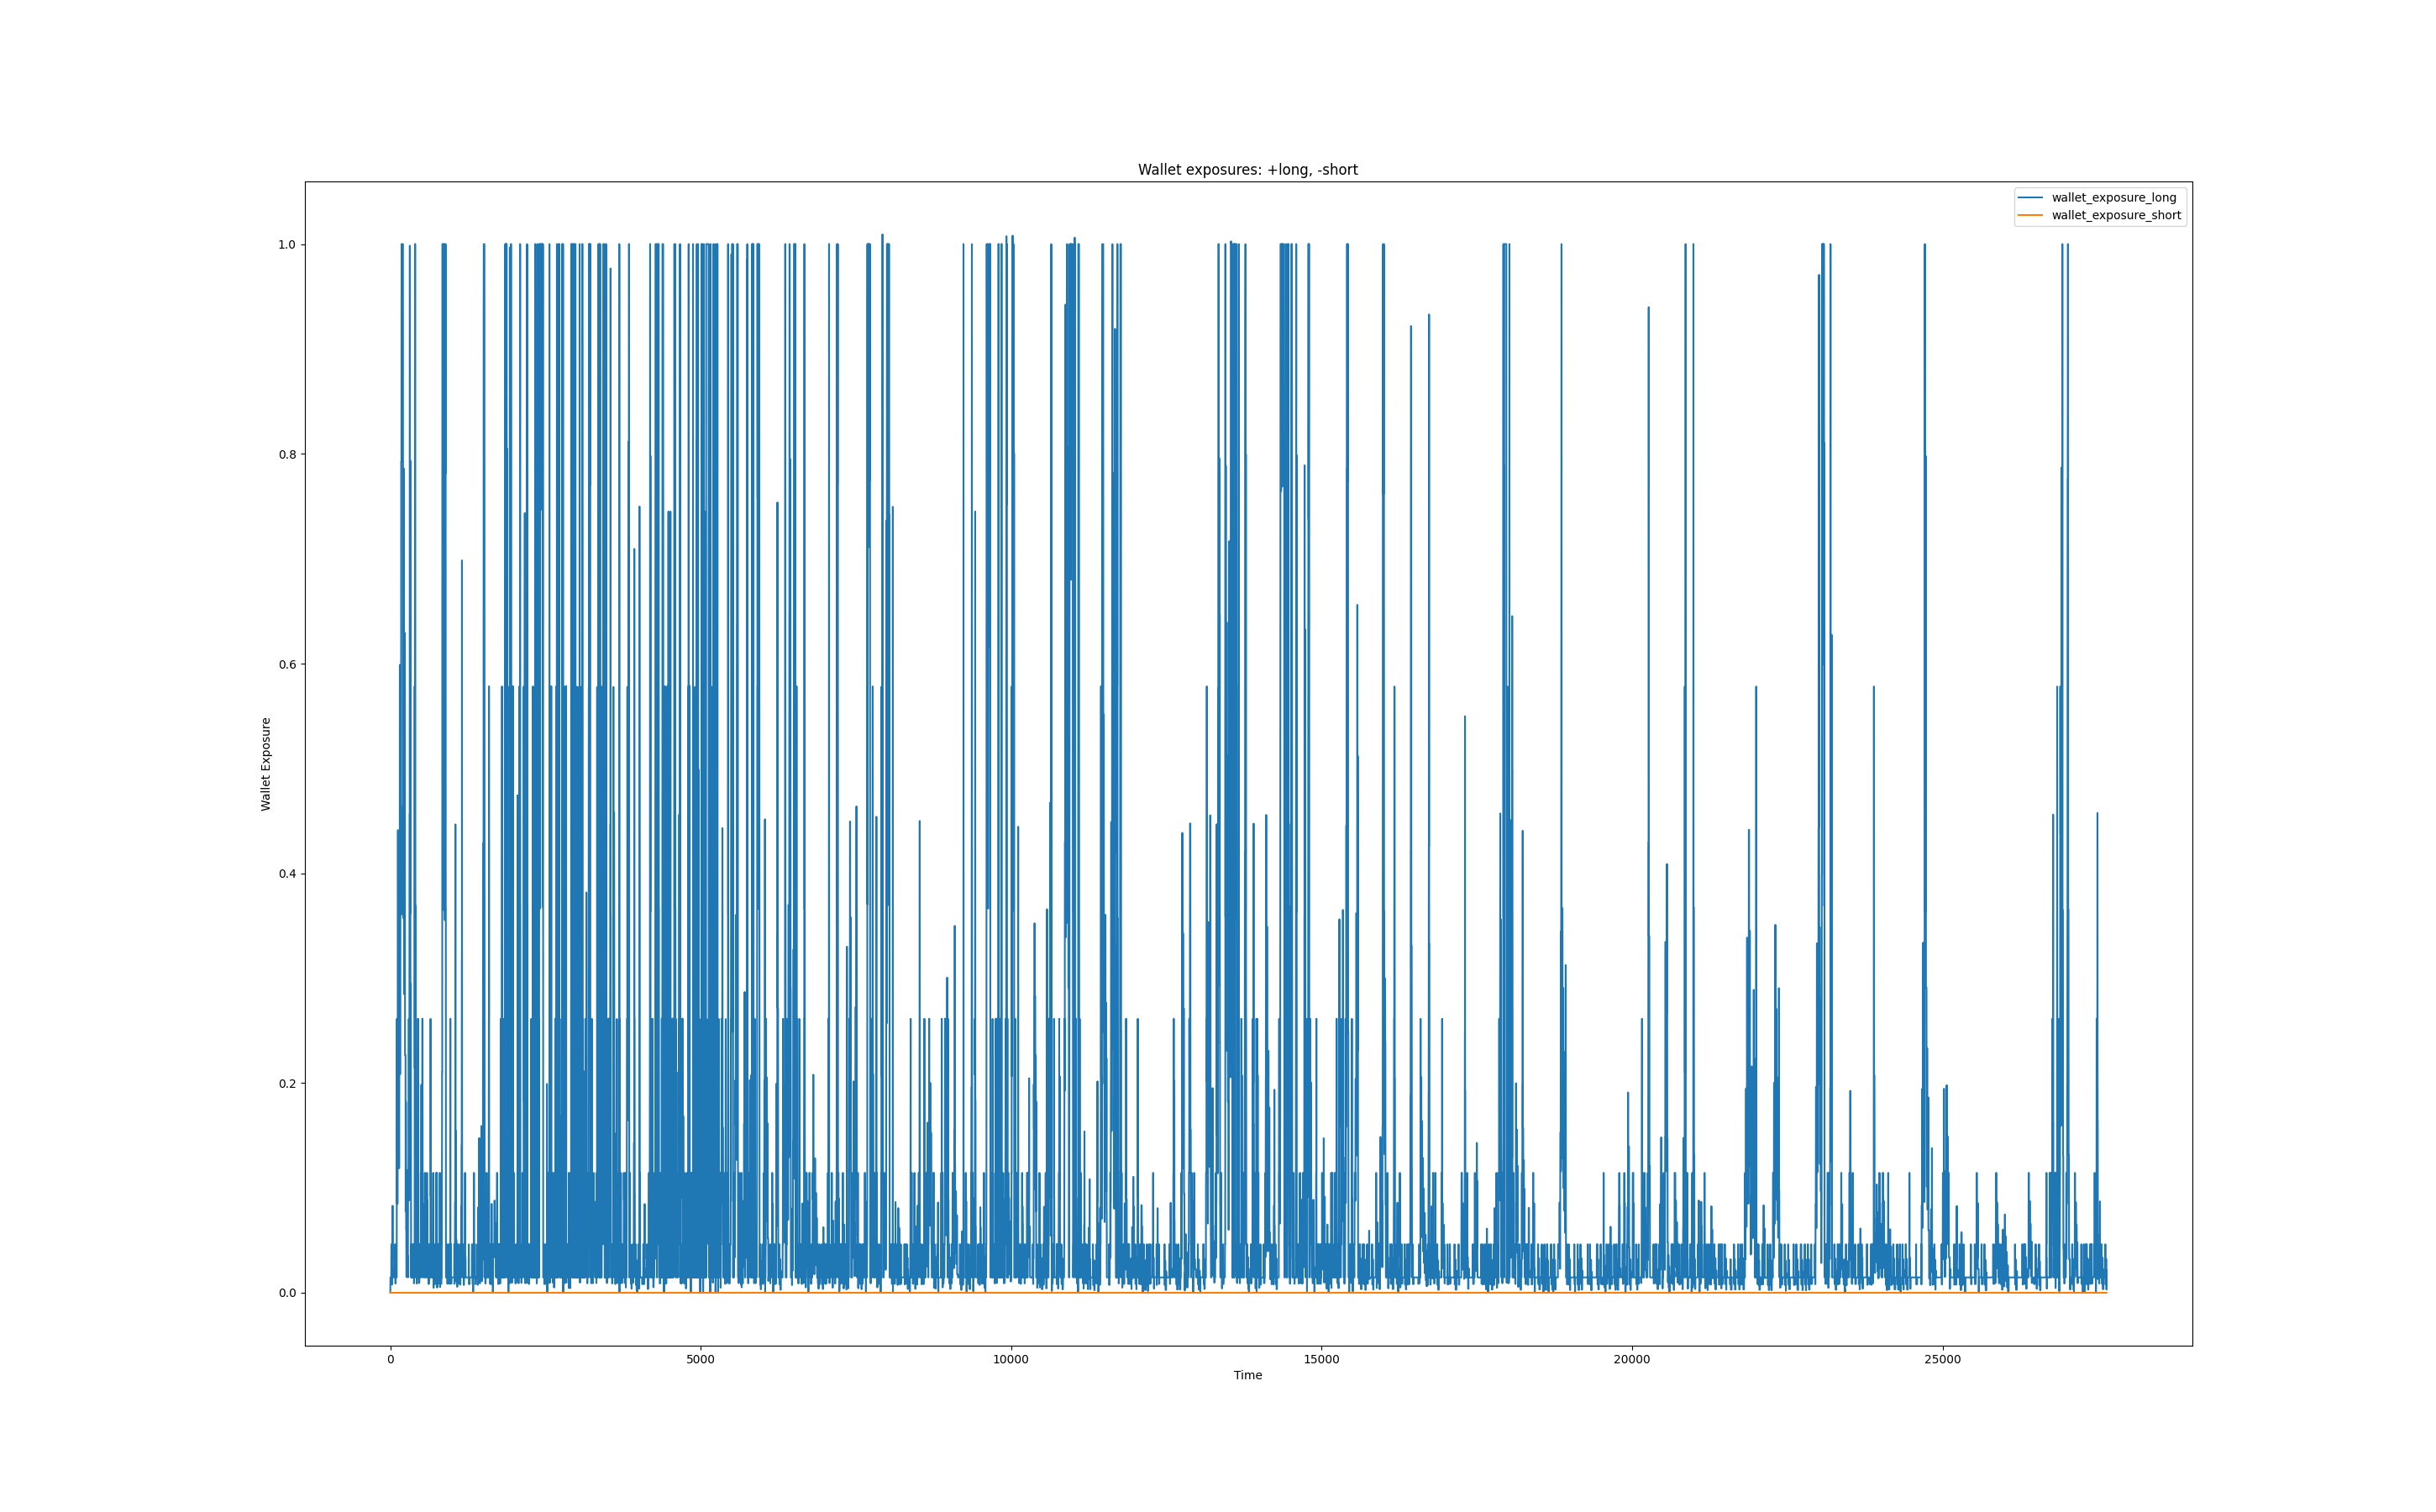 Wallet exposures: +long, -short
wallet_exposure_long
wallet_exposure_short
1.0
0.8
0.6
0.4
0.2
0.0
Wallet Exposure
0 5000 10000 15000 20000 25000
Time